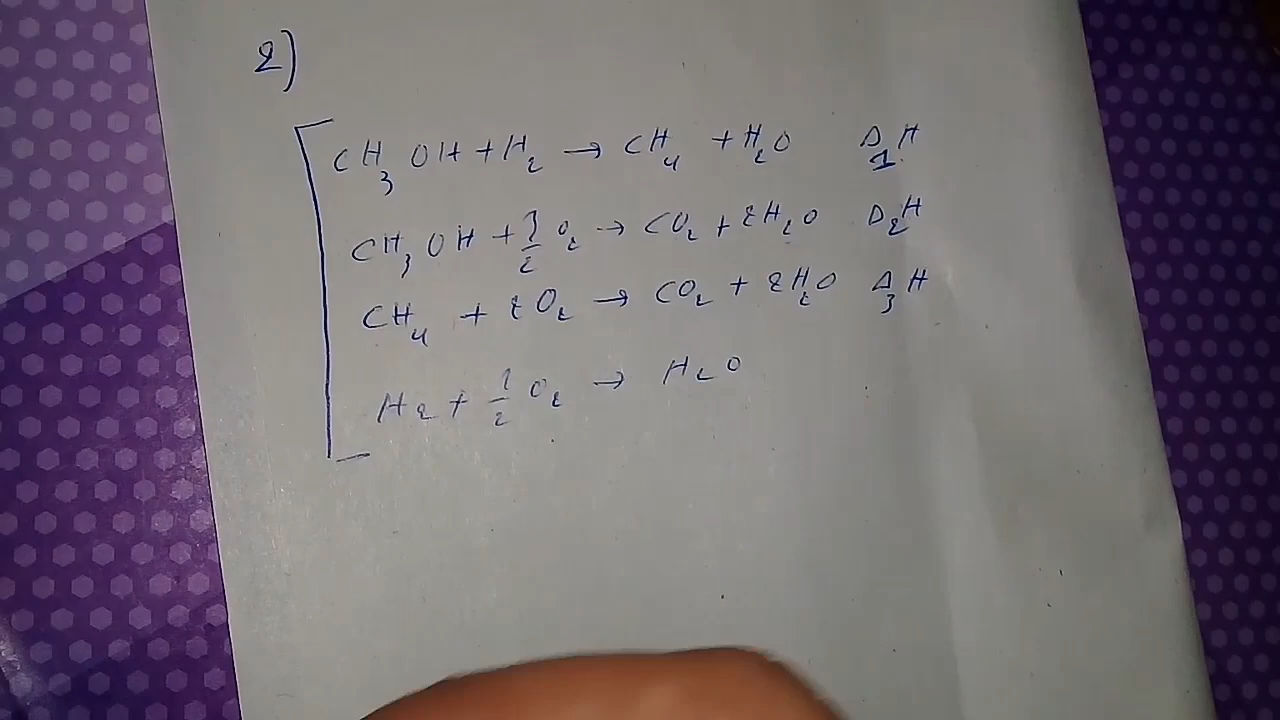 2)
CH₃OH + H₂ → CH₄ + H₂O Δ₁H
CH₃OH + 3/2 O₂ → CO₂ + 2H₂O Δ₂H
CH₄ + 2O₂ → CO₂ + 2H₂O Δ₃H
H₂ + 1/2 O₂ → H₂O